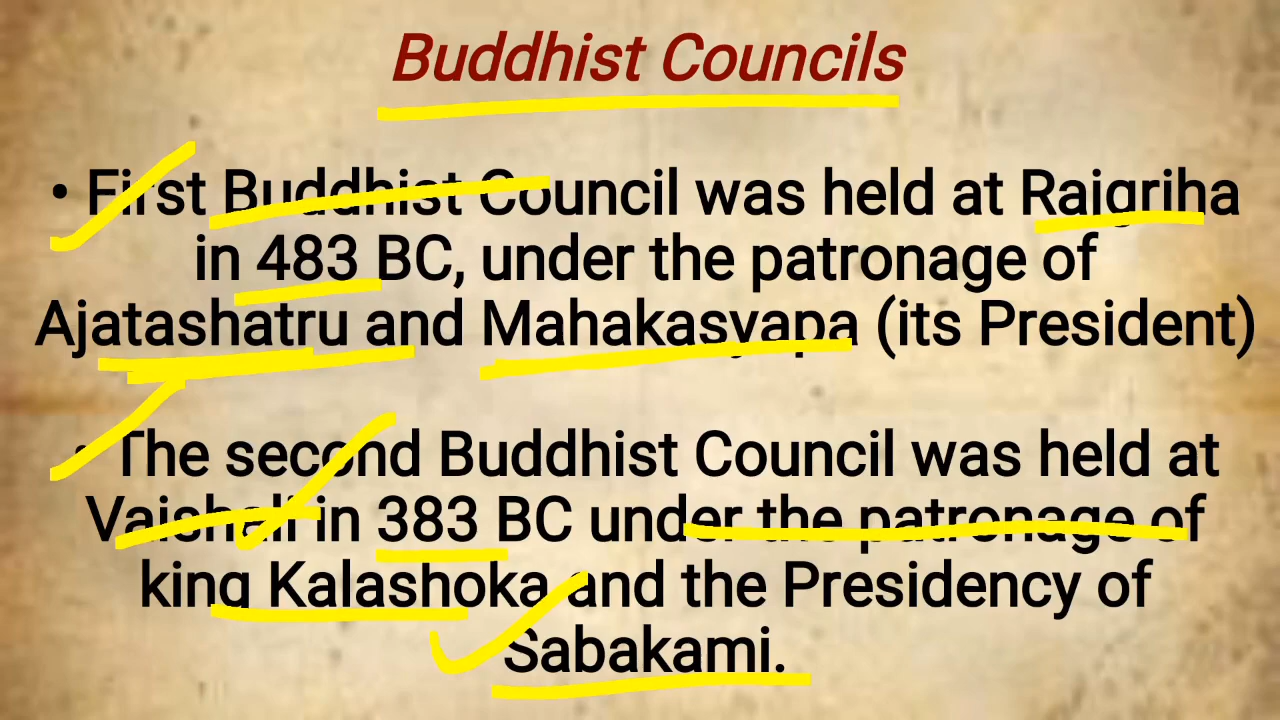 Buddhist Councils
• First Buddhist Council was held at Rajgriha
in 483 BC, under the patronage of
Ajatashatru and Mahakasyapa (its President)
• The second Buddhist Council was held at
Vaishali in 383 BC under the patronage of
king Kalashoka and the Presidency of
Sabakami.